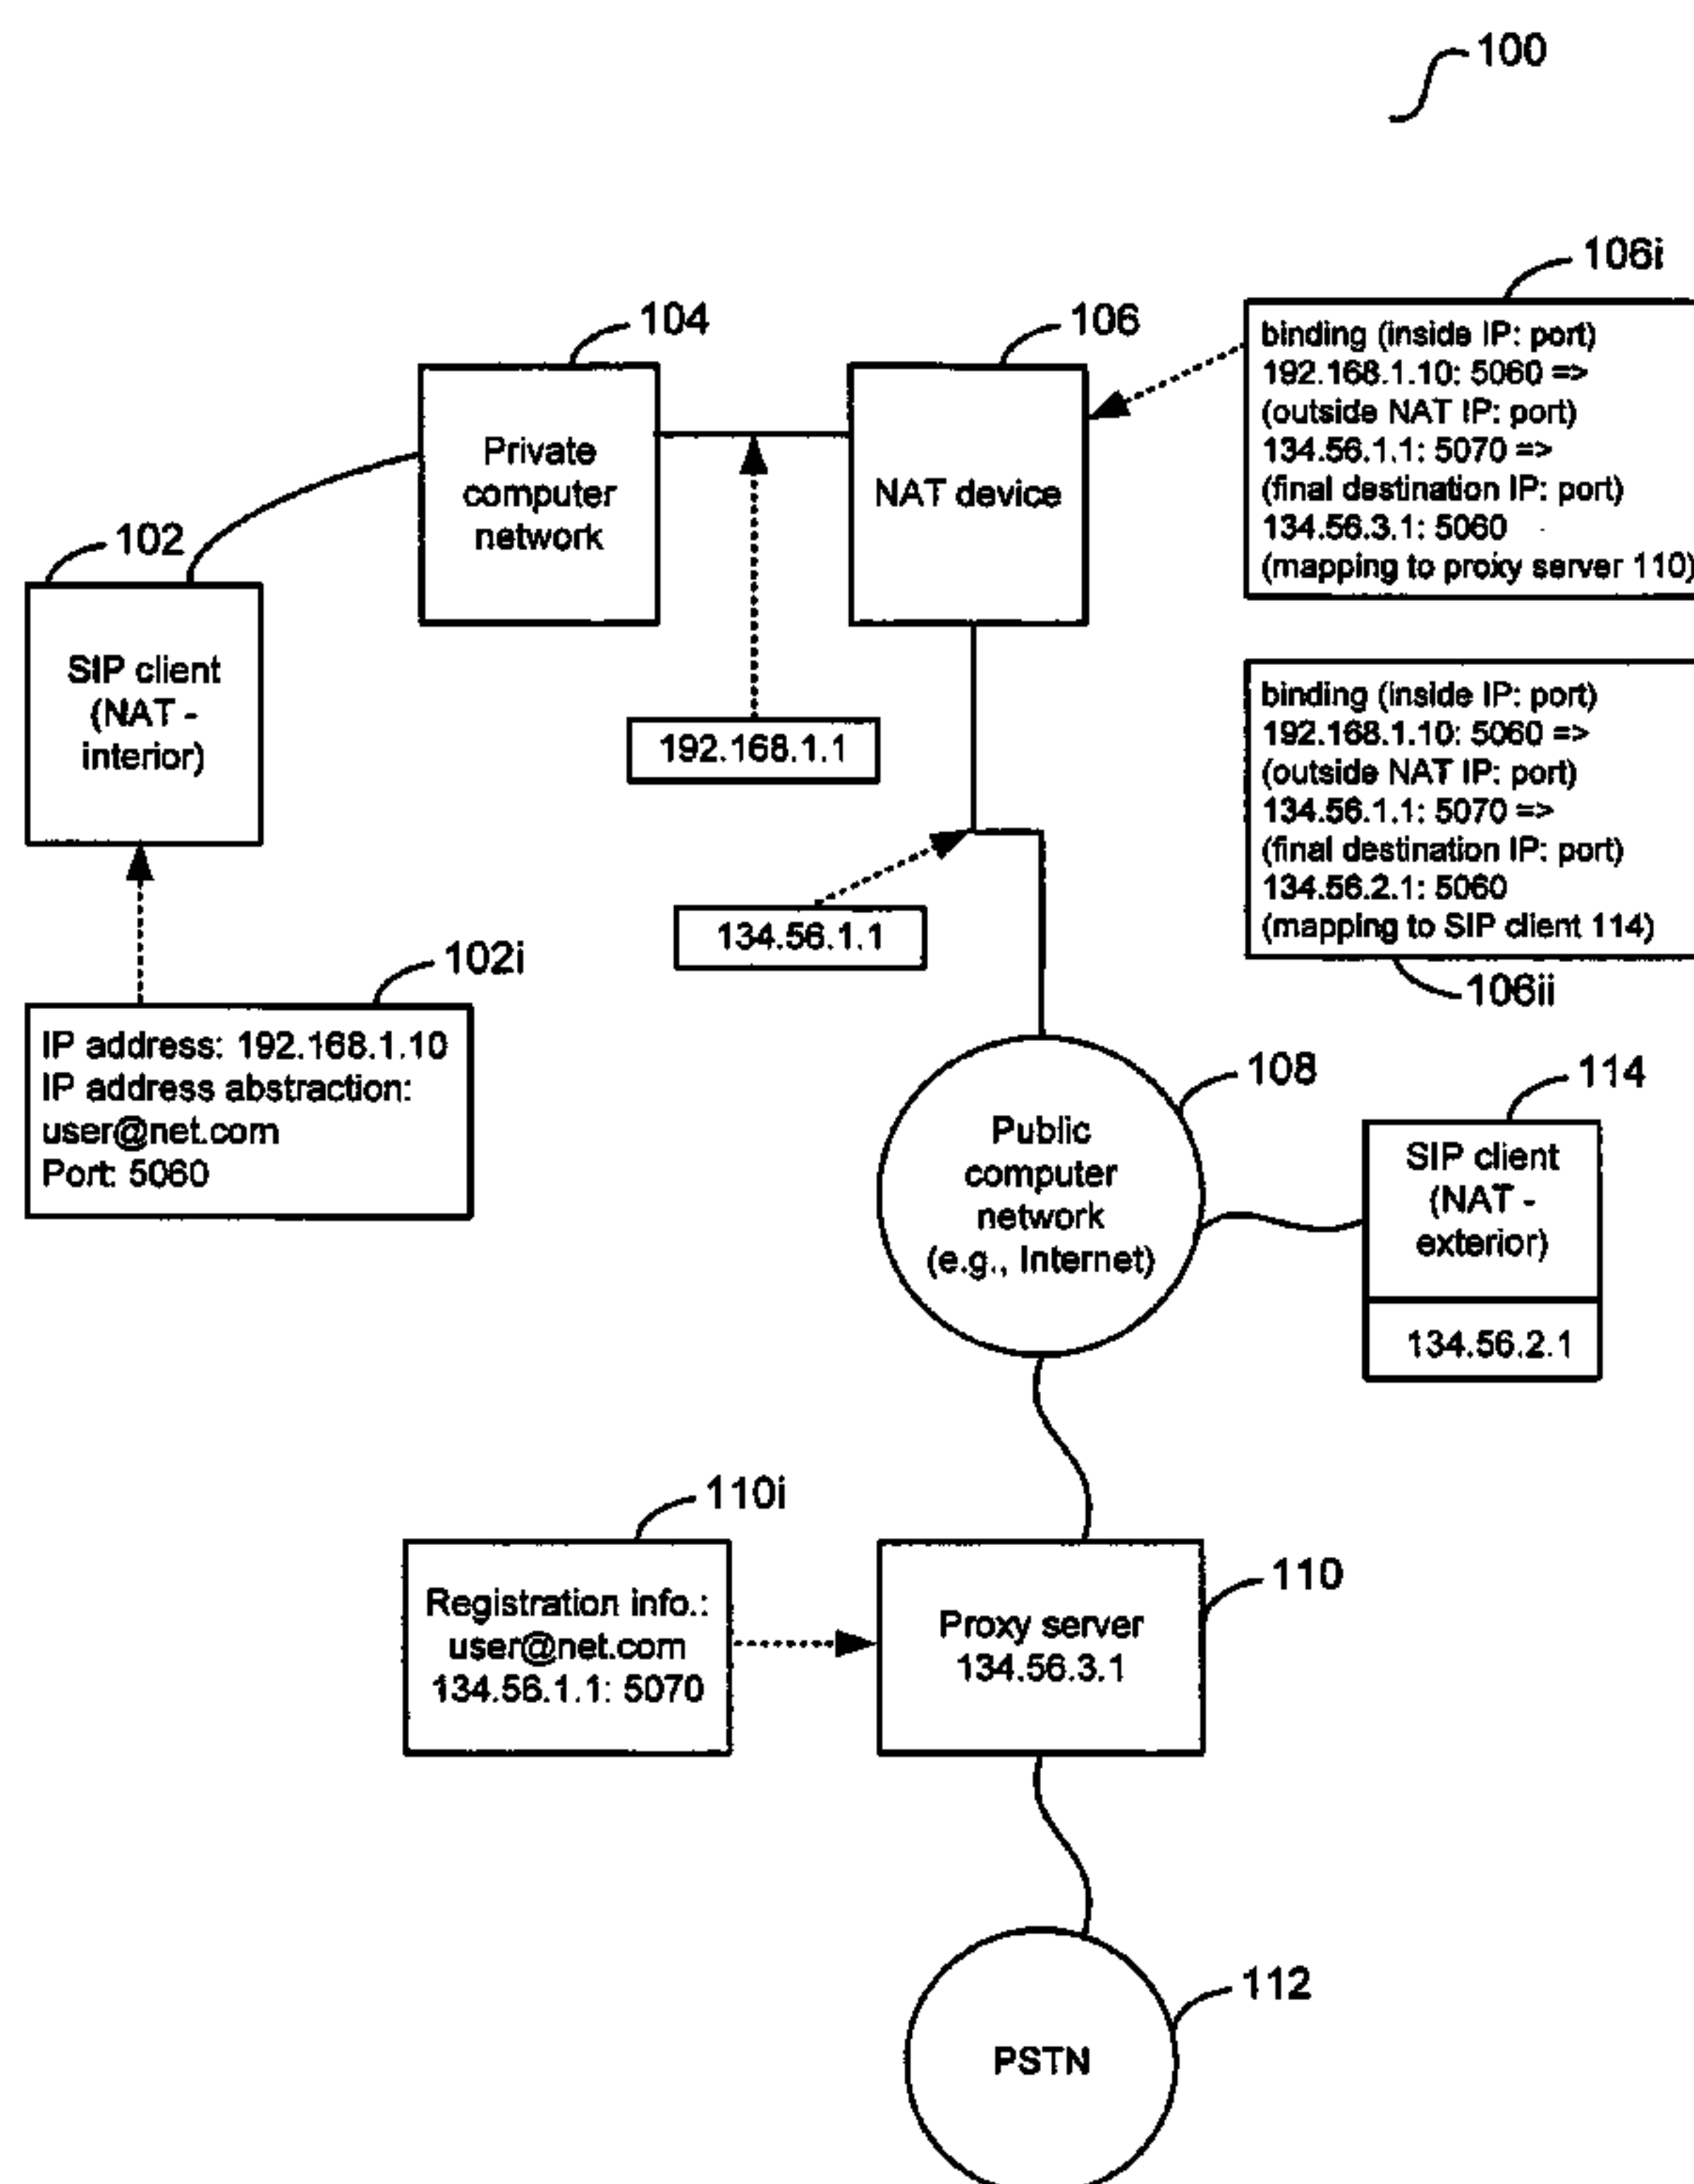 100
106i
104
106
binding (inside IP: port)
192.168.1.10: 5060 =>
(outside NAT IP: port)
134.56.1.1: 5070 =>
(final destination IP: port)
134.56.3.1: 5060
(mapping to proxy server 110)
Private
computer
network
NAT device
102
SIP client
(NAT -
interior)
192.168.1.1
binding (inside IP: port)
192.168.1.10: 5060 =>
(outside NAT IP: port)
134.56.1.1: 5070 =>
(final destination IP: port)
134.56.2.1: 5060
(mapping to SIP client 114)
106ii
134.56.1.1
102i
IP address: 192.168.1.10
IP address abstraction:
user@net.com
Port: 5060
108
114
Public
computer
network
(e.g., Internet)
SIP client
(NAT -
exterior)
134.56.2.1
110i
110
Registration info.:
user@net.com
134.56.1.1: 5070
Proxy server
134.56.3.1
112
PSTN